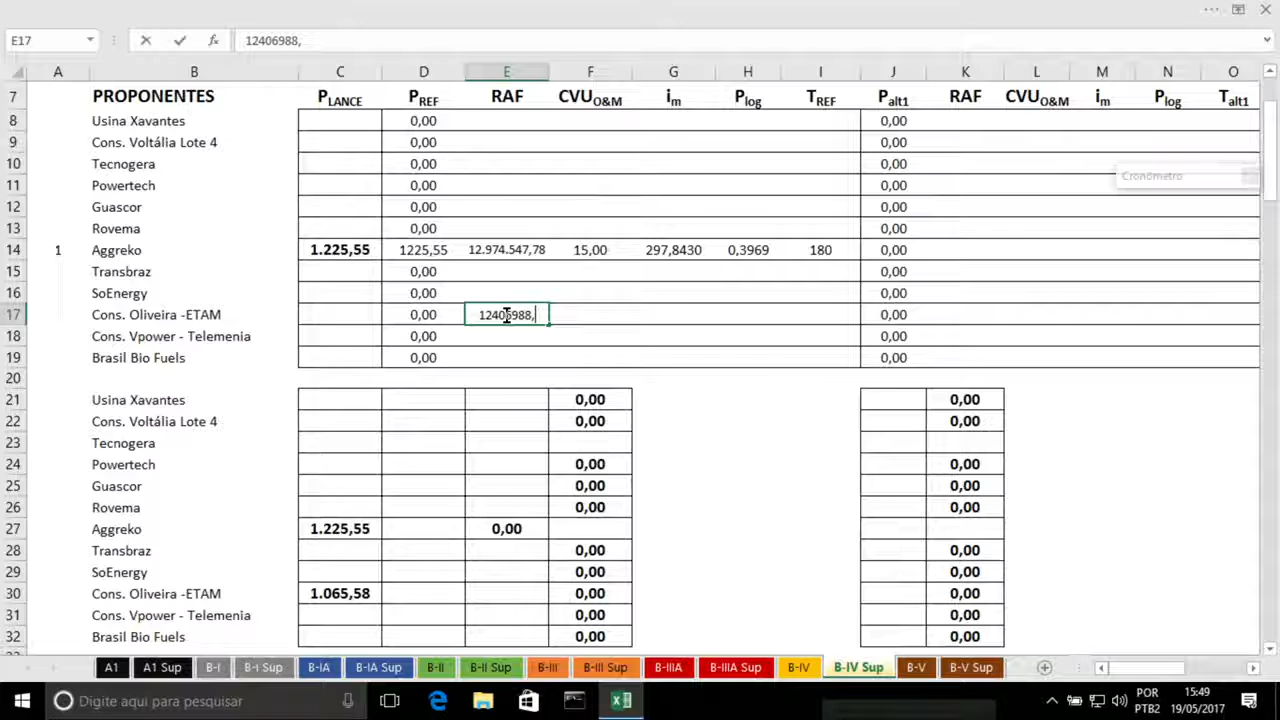 E17 fx 12406988,
A B C D E F G H I J K L M N O
7 PROPONENTES PLANCE PREF RAF CVUO&M im Plog TREF Palt1 RAF CVUO&M im Plog Talt1
8 Usina Xavantes 0,00 0,00
9 Cons. Voltália Lote 4 0,00 0,00
10 Tecnogera 0,00 0,00
Cronômetro
11 Powertech 0,00 0,00
12 Guascor 0,00 0,00
13 Rovema 0,00 0,00
14 1 Aggreko 1.225,55 1225,55 12.974.547,78 15,00 297,8430 0,3969 180 0,00
15 Transbraz 0,00 0,00
16 SoEnergy 0,00 0,00
17 Cons. Oliveira -ETAM 0,00 12406988, 0,00
18 Cons. Vpower - Telemenia 0,00 0,00
19 Brasil Bio Fuels 0,00 0,00
20
21 Usina Xavantes 0,00 0,00
22 Cons. Voltália Lote 4 0,00 0,00
23 Tecnogera
24 Powertech 0,00 0,00
25 Guascor 0,00 0,00
26 Rovema 0,00 0,00
27 Aggreko 1.225,55 0,00
28 Transbraz 0,00 0,00
29 SoEnergy 0,00 0,00
30 Cons. Oliveira -ETAM 1.065,58 0,00 0,00
31 Cons. Vpower - Telemenia 0,00 0,00
32 Brasil Bio Fuels 0,00 0,00
A1 A1 Sup B-I B-I Sup B-IA B-IA Sup B-II B-II Sup B-III B-III Sup B-IIIA B-IIIA Sup B-IV B-IV Sup B-V B-V Sup
Digite aqui para pesquisar POR 15:49
PTB2 19/05/2017